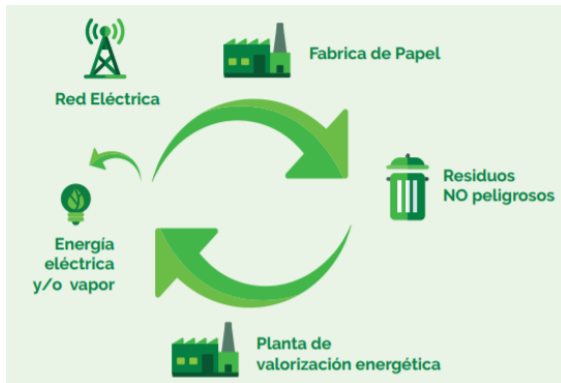 Fabrica de Papel
Red Eléctrica
Residuos
NO peligrosos
Energía
eléctrica
y/o vapor
Planta de
valorización energética